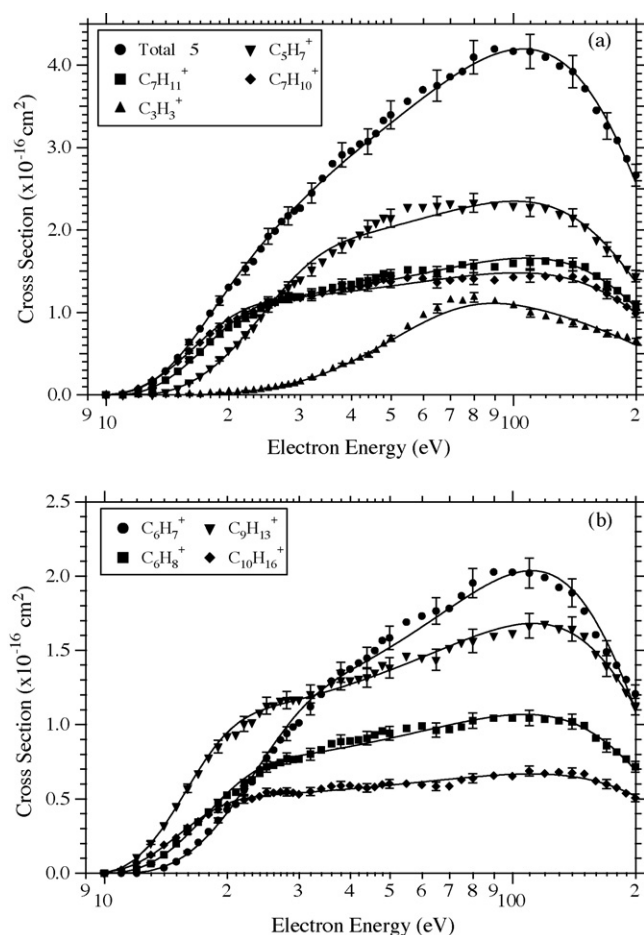 (a)
Total 5
C₅H₇⁺
C₇H₁₁⁺
C₇H₁₀⁺
C₃H₃⁺
Cross Section (x10⁻¹⁶ cm²)
4.0
3.0
2.0
1.0
0.0
9 10 2 3 4 5 6 7 8 9 100 2
Electron Energy (eV)
(b)
C₆H₇⁺
C₉H₁₃⁺
C₆H₈⁺
C₁₀H₁₆⁺
Cross Section (x10⁻¹⁶ cm²)
2.5
2.0
1.5
1.0
0.5
0.0
9 10 2 3 4 5 6 7 8 9 100 2
Electron Energy (eV)